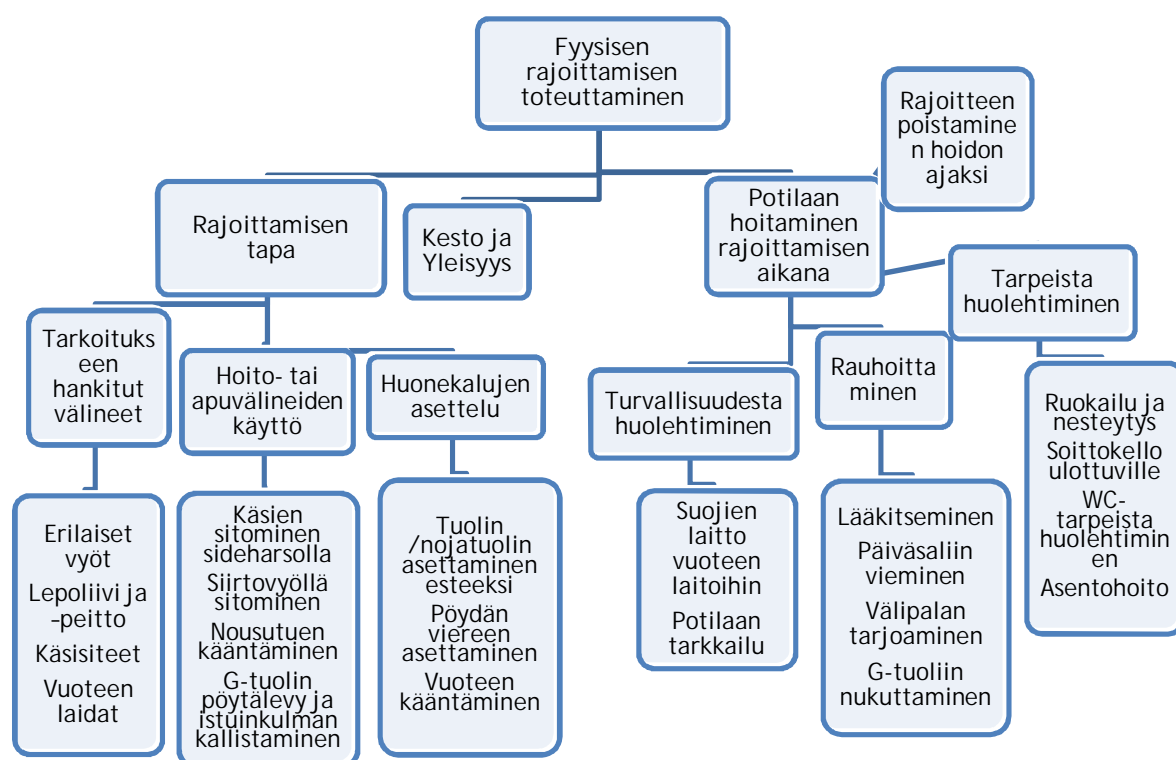 Fyysisen
rajoittamisen
toteuttaminen
Rajoitteen
poistamine
n hoidon
ajaksi
Rajoittamisen
tapa
Kesto ja
Yleisyys
Potilaan
hoitaminen
rajoittamisen
aikana
Tarpeista
huolehtiminen
Tarkoituks
een
hankitut
välineet
Hoito- tai
apuvälineiden
käyttö
Huonekalujen
asettelu
Turvallisuudesta
huolehtiminen
Rauhoitta
minen
Ruokailu ja
nesteytys
Soittokello
ulottuville
WC-
tarpeista
huolehtimin
en
Asentohoito
Erilaiset
vyöt
Lepoliivi ja
-peitto
Käsisiteet
Vuoteen
laidat
Käsien
sitominen
sideharsolla
Siirtovyöllä
sitominen
Nousutuen
kääntäminen
G-tuolin
pöytälevy ja
istuinkulman
kallistaminen
Tuolin
/nojatuolin
asettaminen
esteeksi
Pöydän
viereen
asettaminen
Vuoteen
kääntäminen
Suojien
laitto
vuoteen
laitoihin
Potilaan
tarkkailu
Lääkitseminen
Päiväsaliin
vieminen
Välipalan
tarjoaminen
G-tuoliin
nukuttaminen